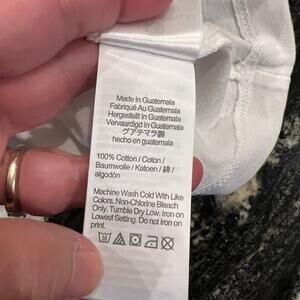 Made in Guatemala
Fabriqué Au Guatemala
Hergestellt In Guatemala
Vervaardigd In Guatemala
グアテマラ製
hecho en guatemala
100% Cotton / Coton /
Baumwolle / Katoen / 綿 /
algodón
Machine Wash Cold With Like
Colors. Non-Chlorine Bleach
Only. Tumble Dry Low. Iron on
Lowest Setting. Do not Iron on
print.